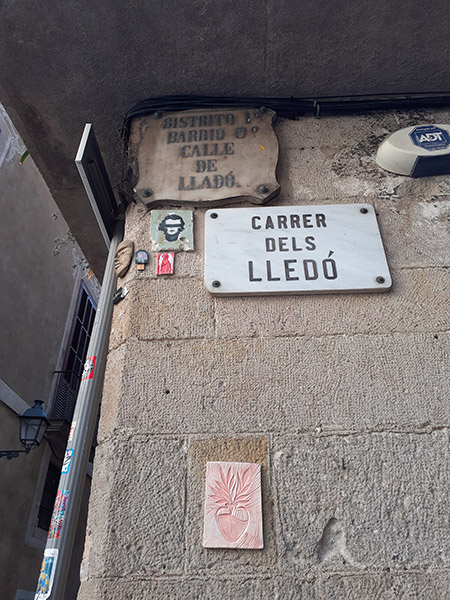 DISTRITO
BARRIO 6º
CALLE
DE
LLADÓ.
CARRER
DELS
LLEDÓ
ADT